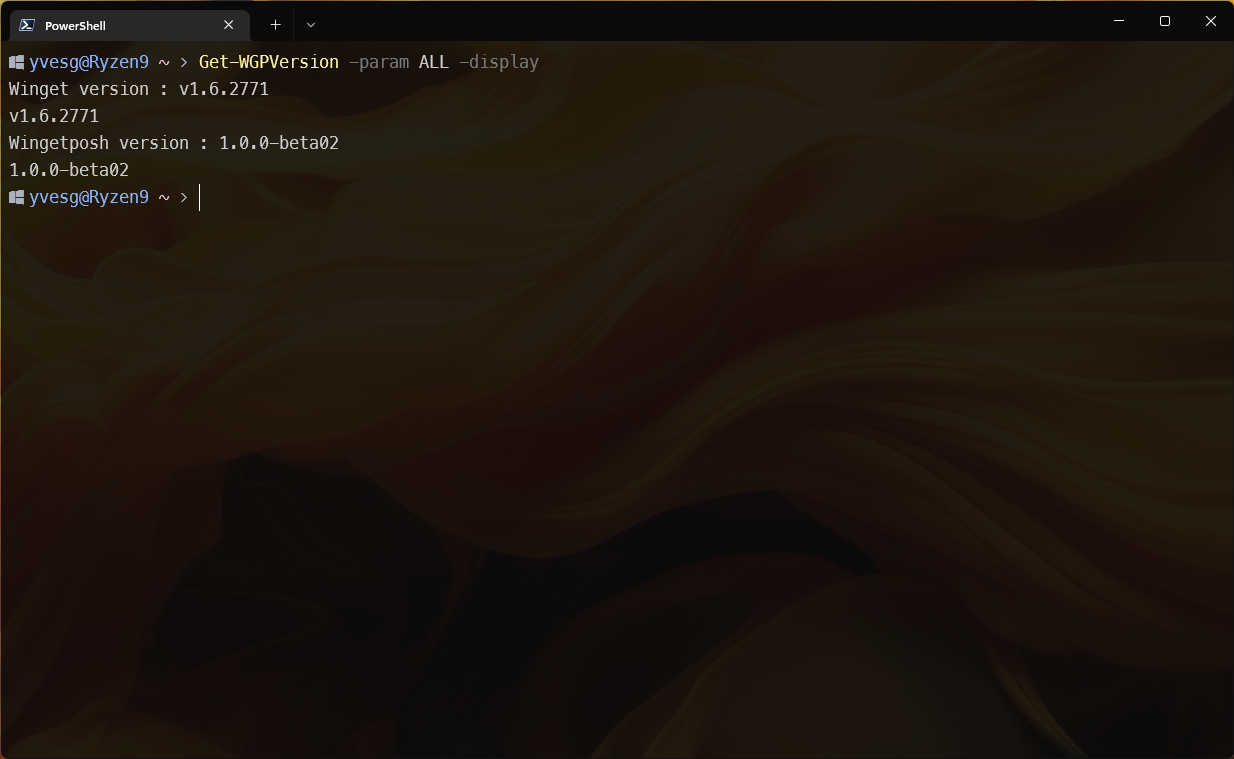 PowerShell
yvesg@Ryzen9 ~ > Get-WGPVersion -param ALL -display
Winget version : v1.6.2771
v1.6.2771
Wingetposh version : 1.0.0-beta02
1.0.0-beta02
yvesg@Ryzen9 ~ >